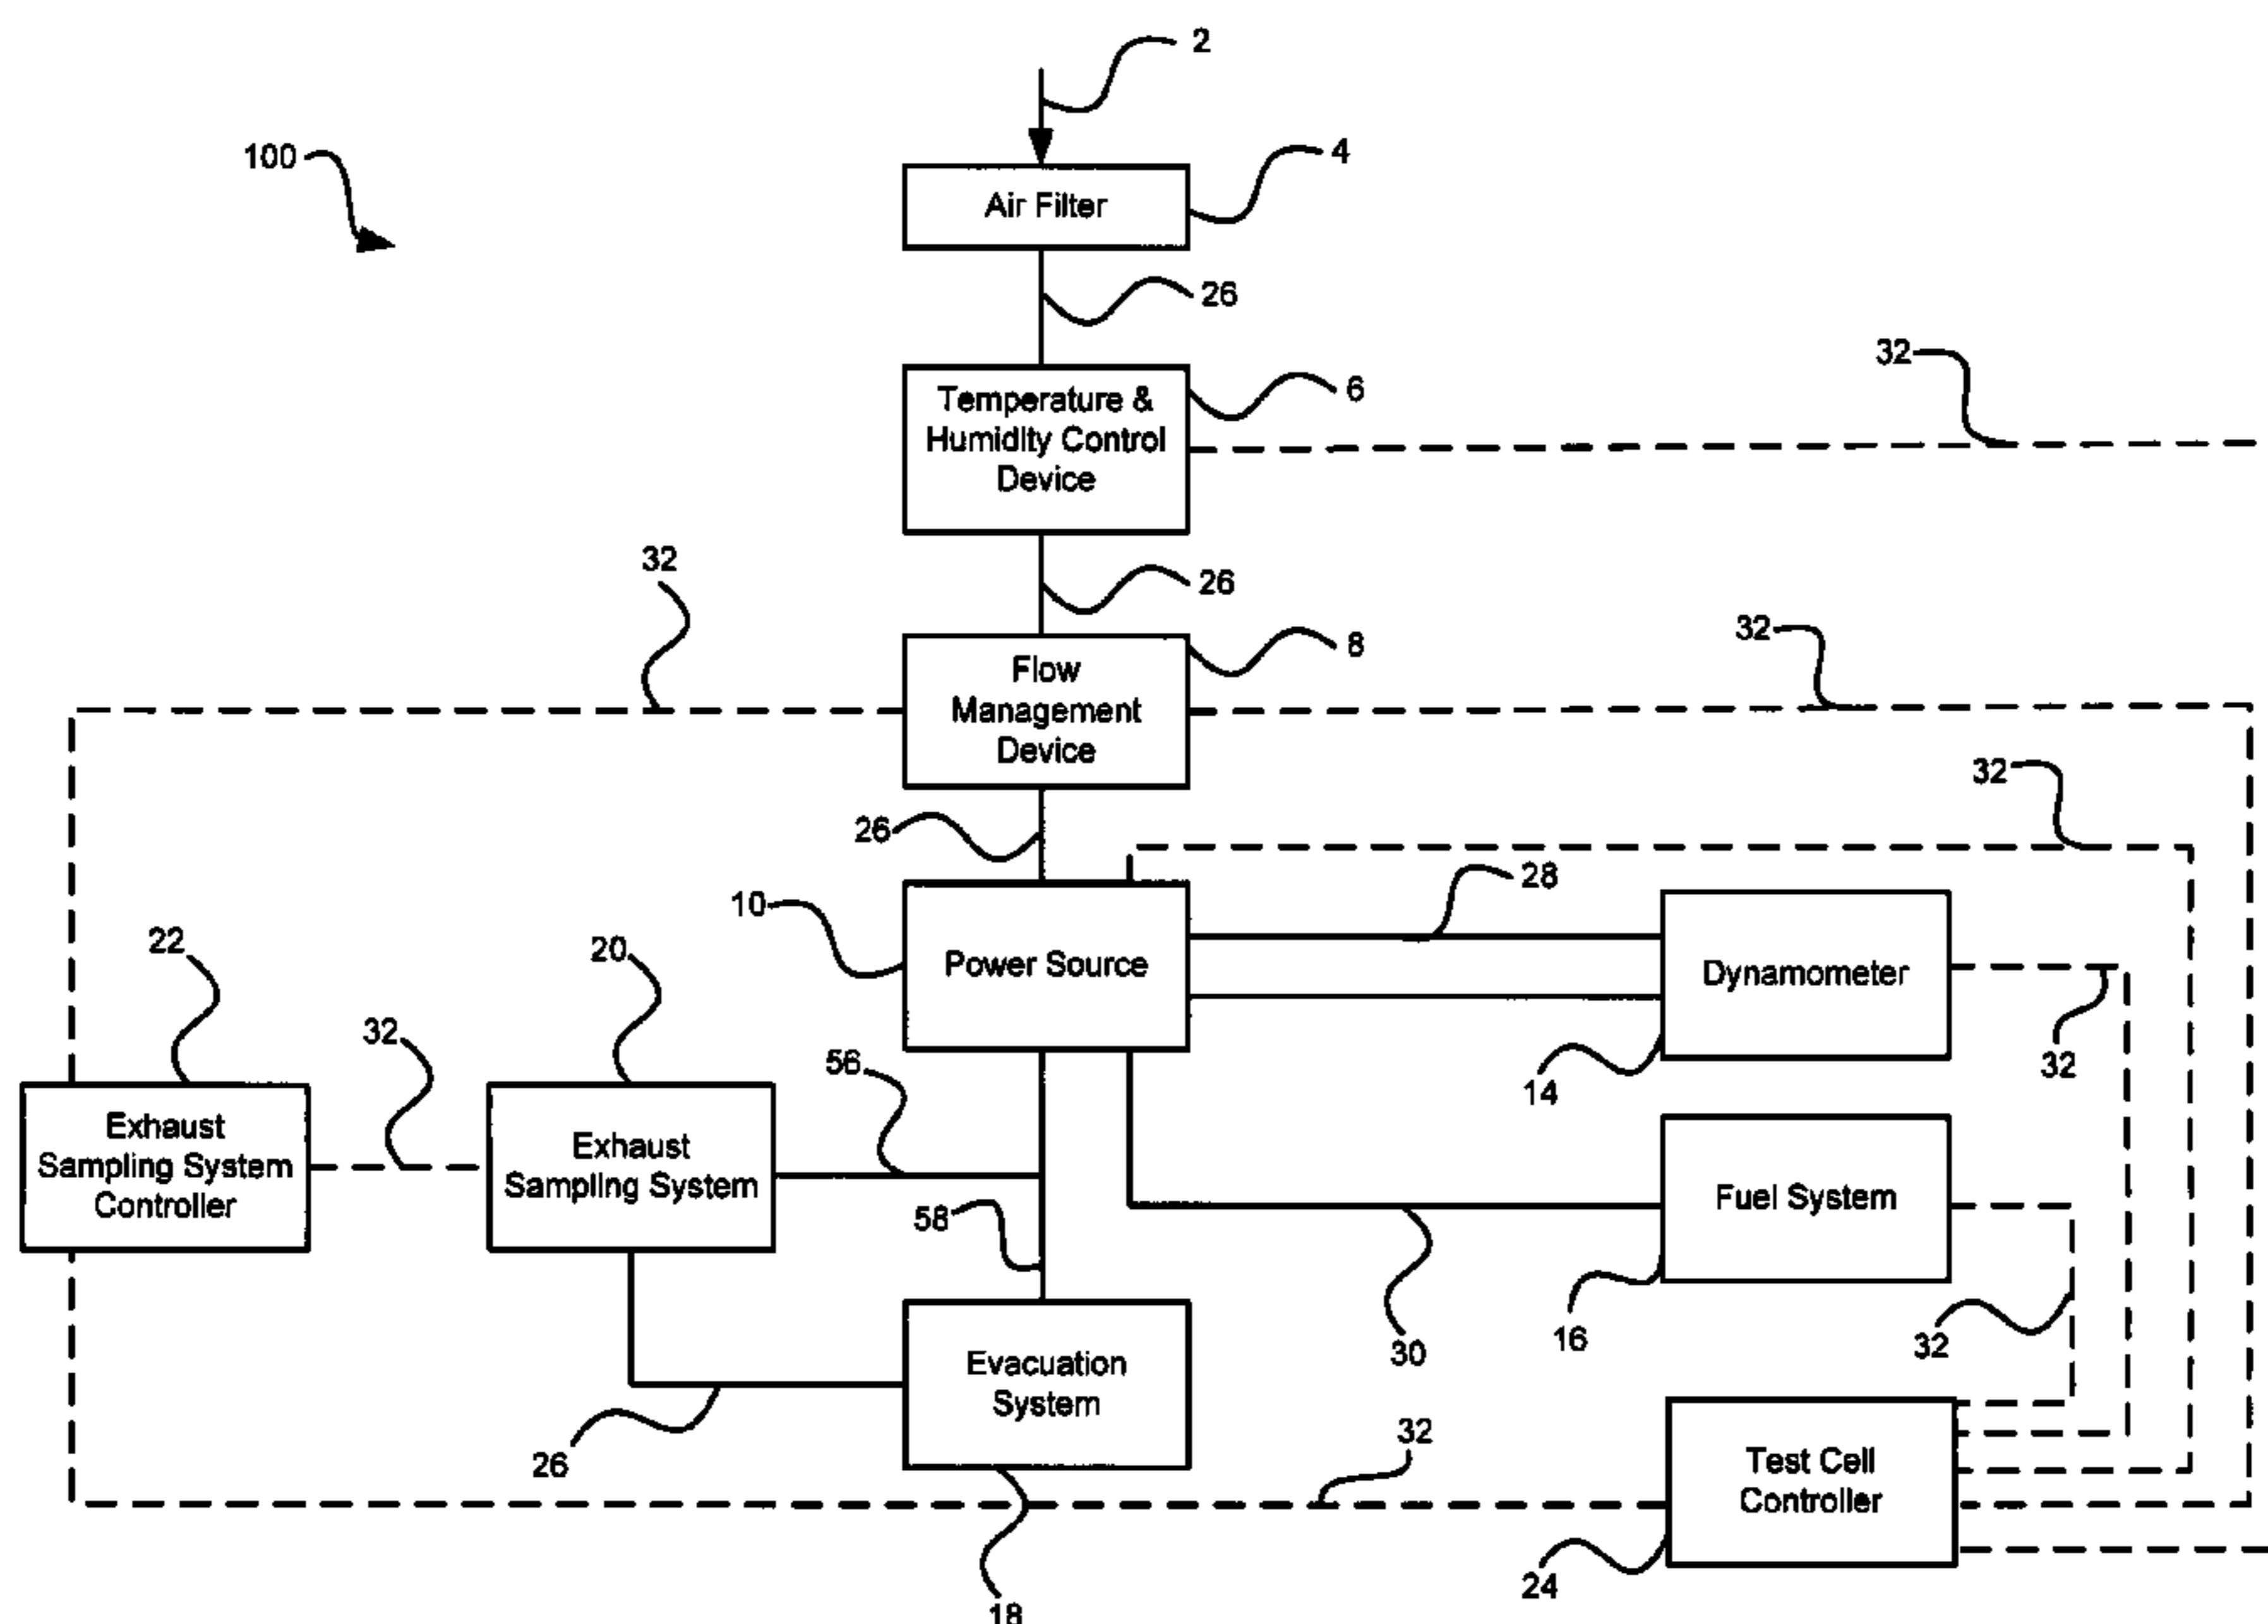 2
100
4
Air Filter
26
32
Temperature &
Humidity Control
Device
6
32
26
32
Flow
Management
Device
8
32
26
28
10
Power Source
Dynamometer
22
20
32
56
14
32
Exhaust
Sampling System
Controller
Exhaust
Sampling System
58
Fuel System
30
16
32
Evacuation
System
26
32
Test Cell
Controller
24
18